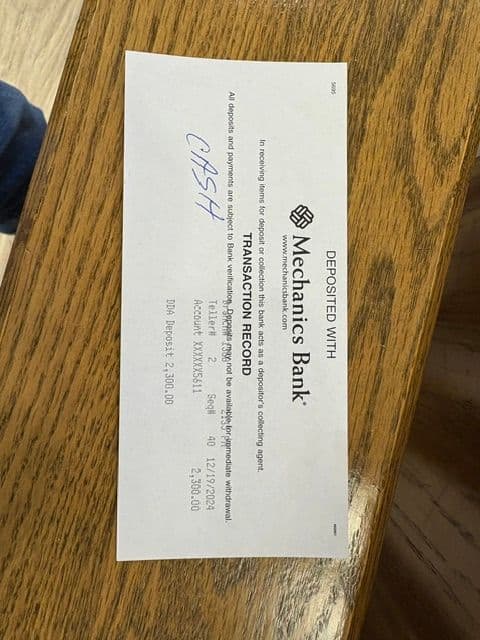 5695
DEPOSITED WITH
Mechanics Bank®
www.mechanicsbank.com
In receiving items for deposit or collection this bank acts as a depositor's collecting agent.
TRANSACTION RECORD
All deposits and payments are subject to Bank verification. Deposits may not be available for immediate withdrawal.
CASH
Teller# 2 Seq# 40 12/19/2024
Account XXXXXXX5611 2,300.00
DDA Deposit 2,300.00